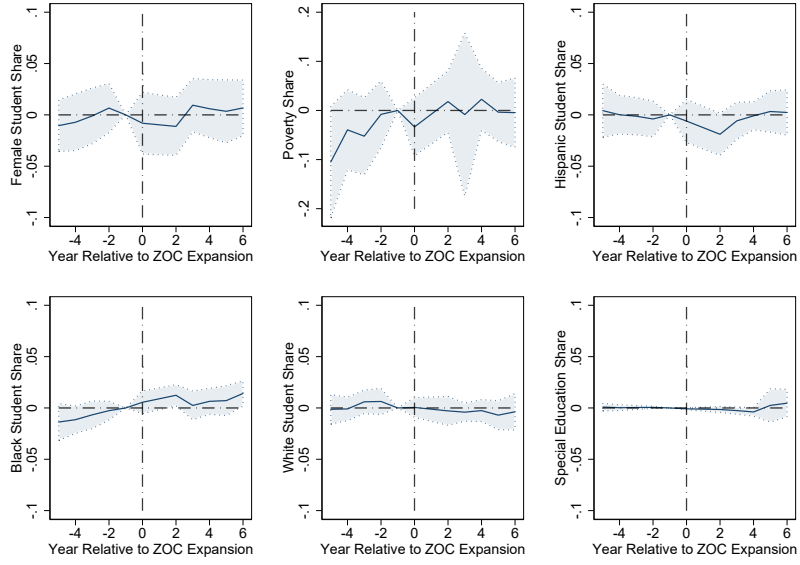 Female Student Share
.1
.05
0
-.05
-.1
-4 -2 0 2 4 6
Year Relative to ZOC Expansion
Poverty Share
.2
.1
0
-.1
-.2
-4 -2 0 2 4 6
Year Relative to ZOC Expansion
Hispanic Student Share
.1
.05
0
-.05
-.1
-4 -2 0 2 4 6
Year Relative to ZOC Expansion
Black Student Share
.1
.05
0
-.05
-.1
-4 -2 0 2 4 6
Year Relative to ZOC Expansion
White Student Share
.1
.05
0
-.05
-.1
-4 -2 0 2 4 6
Year Relative to ZOC Expansion
Special Education Share
.1
.05
0
-.05
-.1
-4 -2 0 2 4 6
Year Relative to ZOC Expansion